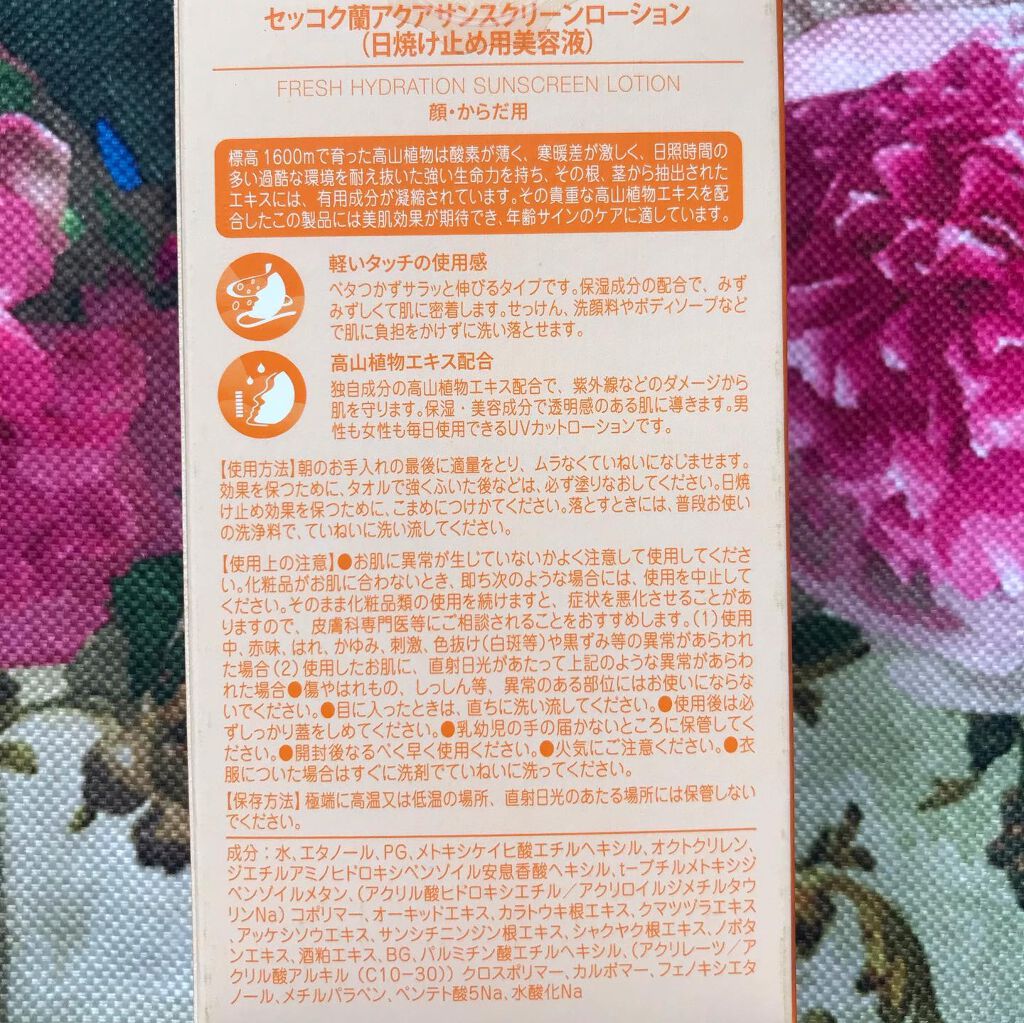 セッコク蘭アクアサンスクリーンローション
(日焼け止め用美容液)
FRESH HYDRATION SUNSCREEN LOTION
顔・からだ用
標高1600mで育った高山植物は酸素が薄く、寒暖差が激しく、日照時間の
多い過酷な環境を耐え抜いた強い生命力を持ち、その根、茎から抽出された
エキスには、有用成分が凝縮されています。その貴重な高山植物エキスを配
合したこの製品には美肌効果が期待でき、年齢サインのケアに適しています。
軽いタッチの使用感
ベタつかずサラッと伸びるタイプです。保湿成分の配合で、みず
みずしくて肌に密着します。せっけん、洗顔料やボディソープなど
で肌に負担をかけずに洗い落とせます。
高山植物エキス配合
独自成分の高山植物エキス配合で、紫外線などのダメージから
肌を守ります。保湿・美容成分で透明感のある肌に導きます。男
性も女性も毎日使用できるUVカットローションです。
【使用方法】朝のお手入れの最後に適量をとり、ムラなくていねいになじませます。
効果を保つために、タオルで強くふいた後などは、必ず塗りなおしてください。日焼
け止め効果を保つために、こまめにつけかてください。落とすときには、普段お使い
の洗浄料で、ていねいに洗い流してください。
【使用上の注意】●お肌に異常が生じていないかよく注意して使用してくださ
い。化粧品がお肌に合わないとき、即ち次のような場合には、使用を中止して
ください。そのまま化粧品類の使用を続けますと、症状を悪化させることがあ
りますので、皮膚科専門医等にご相談されることをおすすめします。(1)使用
中、赤味、はれ、かゆみ、刺激、色抜け(白斑等)や黒ずみ等の異常があらわれ
た場合(2)使用したお肌に、直射日光があたって上記のような異常があらわ
れた場合●傷やはれもの、しっしん等、異常のある部位にはお使いにならな
いでください。●目に入ったときは、直ちに洗い流してください。●使用後は必
ずしっかり蓋をしめてください。●乳幼児の手の届かないところに保管してく
ださい。●開封後なるべく早く使用ください。●火気にご注意ください。●衣
服についた場合はすぐに洗剤でていねいに洗ってください。
【保存方法】極端に高温又は低温の場所、直射日光のあたる場所には保管しない
でください。
成分：水、エタノール、PG、メトキシケイヒ酸エチルヘキシル、オクトクリレン、
ジエチルアミノヒドロキシベンゾイル安息香酸ヘキシル、t-ブチルメトキシジ
ベンゾイルメタン、(アクリル酸ヒドロキシエチル/アクリロイルジメチルタウ
リンNa)コポリマー、オーキッドエキス、カラトウキ根エキス、クマツヅラエキス
、アッケシソウエキス、サンシチニンジン根エキス、シャクヤク根エキス、ノボタ
ンエキス、酒粕エキス、BG、パルミチン酸エチルヘキシル、(アクリレーツ/ア
クリル酸アルキル(C10-30))クロスポリマー、カルボマー、フェノキシエタ
ノール、メチルパラベン、ペンテト酸5Na、水酸化Na